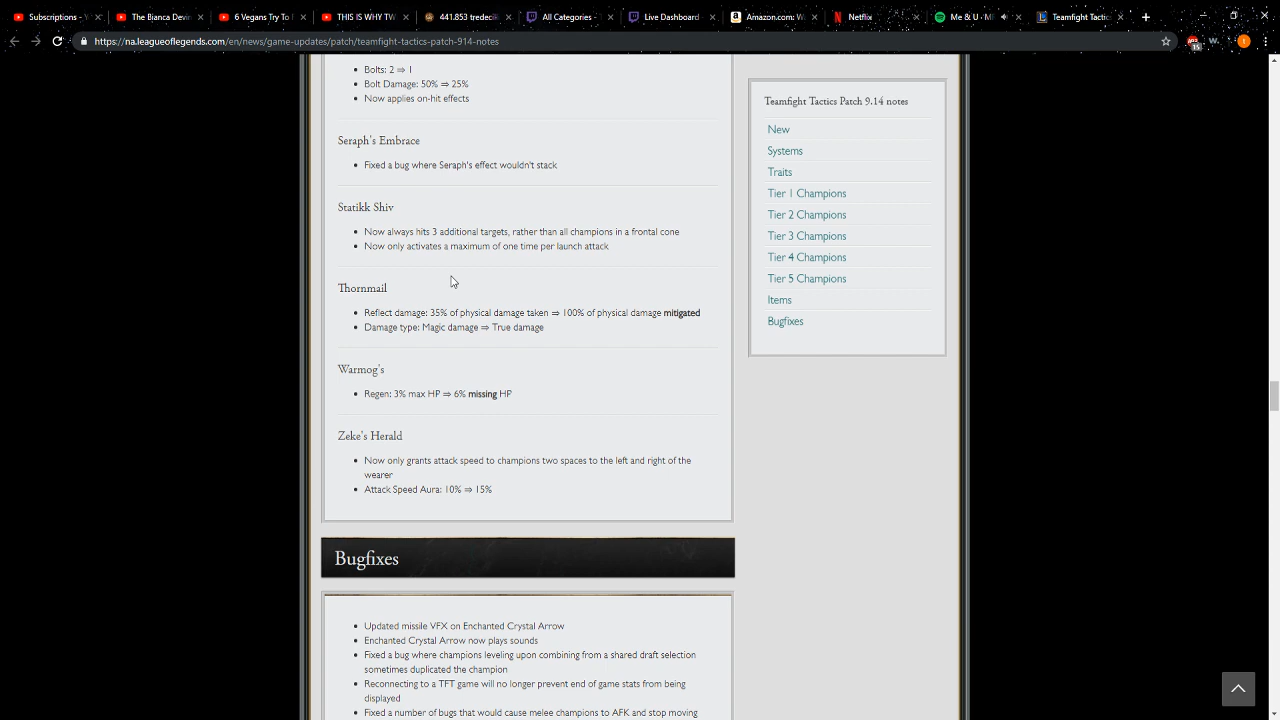 Subscriptions - Y
The Bianca Devi
6 Vegans Try To
THIS IS WHY TW
441.853 tredeci
All Categories -
Live Dashboard
Amazon.com: W
Netflix
Me & U · M
Teamfight Tactic
https://na.leagueoflegends.com/en/news/game-updates/patch/teamfight-tactics-patch-914-notes
15
Bolts: 2 ⇒ 1
Bolt Damage: 50% ⇒ 25%
Now applies on-hit effects
Seraph's Embrace
Fixed a bug where Seraph's effect wouldn't stack
Statikk Shiv
Now always hits 3 additional targets, rather than all champions in a frontal cone
Now only activates a maximum of one time per launch attack
Thornmail
Reflect damage: 35% of physical damage taken ⇒ 100% of physical damage mitigated
Damage type: Magic damage ⇒ True damage
Warmog's
Regen: 3% max HP ⇒ 6% missing HP
Zeke's Herald
Now only grants attack speed to champions two spaces to the left and right of the
wearer
Attack Speed Aura: 10% ⇒ 15%
Bugfixes
Updated missile VFX on Enchanted Crystal Arrow
Enchanted Crystal Arrow now plays sounds
Fixed a bug where champions leveling upon combining from a shared draft selection
sometimes duplicated the champion
Reconnecting to a TFT game will no longer prevent end of game stats from being
displayed
Fixed a number of bugs that would cause melee champions to AFK and stop moving
Teamfight Tactics Patch 9.14 notes
New
Systems
Traits
Tier 1 Champions
Tier 2 Champions
Tier 3 Champions
Tier 4 Champions
Tier 5 Champions
Items
Bugfixes